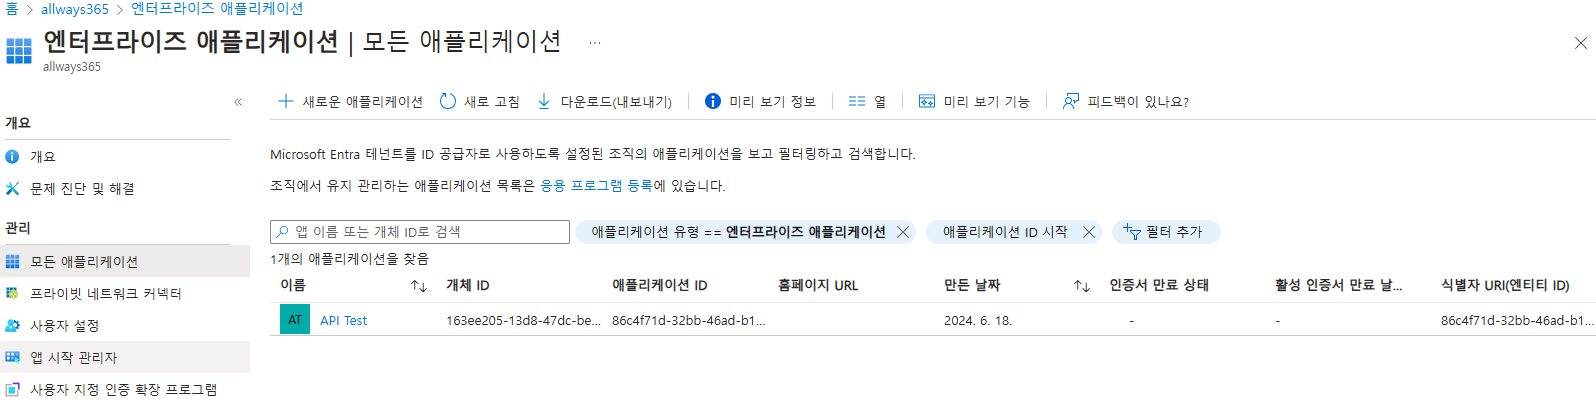 홈 > allways365 > 엔터프라이즈 애플리케이션
엔터프라이즈 애플리케이션 | 모든 애플리케이션 ...
allways365
새로운 애플리케이션 새로 고침 다운로드(내보내기) 미리 보기 정보 열 미리 보기 기능 피드백이 있나요?
개요
개요
문제 진단 및 해결
관리
모든 애플리케이션
프라이빗 네트워크 커넥터
사용자 설정
앱 시작 관리자
사용자 지정 인증 확장 프로그램
Microsoft Entra 테넌트를 ID 공급자로 사용하도록 설정된 조직의 애플리케이션을 보고 필터링하고 검색합니다.
조직에서 유지 관리하는 애플리케이션 목록은 응용 프로그램 등록에 있습니다.
앱 이름 또는 개체 ID로 검색 애플리케이션 유형 == 엔터프라이즈 애플리케이션 애플리케이션 ID 시작 필터 추가
1개의 애플리케이션을 찾음
이름 개체 ID 애플리케이션 ID 홈페이지 URL 만든 날짜 인증서 만료 상태 활성 인증서 만료 날... 식별자 URI(엔티티 ID)
AT API Test 163ee205-13d8-47dc-be... 86c4f71d-32bb-46ad-b1... 2024. 6. 18. - - 86c4f71d-32bb-46ad-b1...